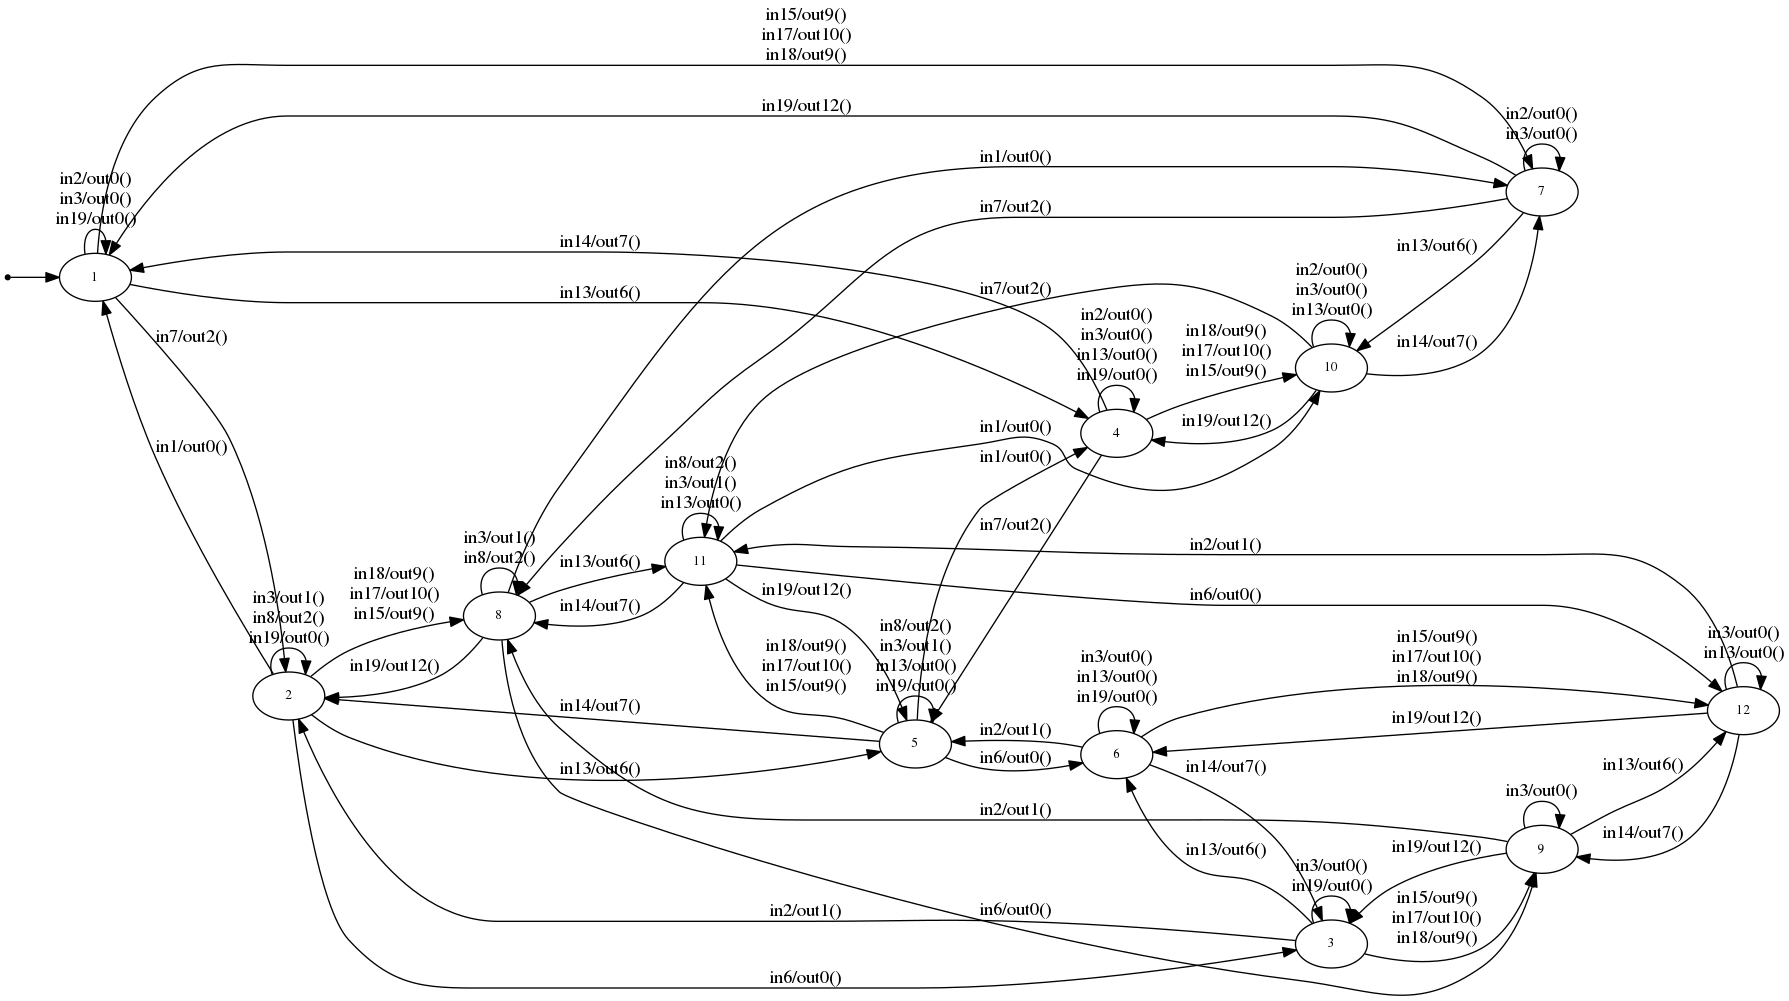 in15/out9()
in17/out10()
in18/out9()
in19/out12()
in2/out0()
in3/out0()
in1/out0()
in2/out0()
in3/out0()
in19/out0()
7
in7/out2()
in14/out7()
in13/out6()
1
in13/out6()
in7/out2()
in2/out0()
in3/out0()
in13/out0()
in7/out2()
in2/out0()
in3/out0()
in13/out0()
in19/out0()
in18/out9()
in17/out10()
in15/out9()
in14/out7()
10
in1/out0()
in1/out0()
4
in19/out12()
in1/out0()
in8/out2()
in3/out1()
in13/out0()
in7/out2()
in3/out1()
in8/out2()
in13/out6()
11
in2/out1()
in18/out9()
in17/out10()
in15/out9()
in3/out1()
in8/out2()
in19/out0()
in14/out7()
8
in19/out12()
in6/out0()
in19/out12()
in18/out9()
in17/out10()
in15/out9()
in8/out2()
in3/out1()
in13/out0()
in19/out0()
in3/out0()
in13/out0()
in19/out0()
in15/out9()
in17/out10()
in18/out9()
in3/out0()
in13/out0()
2
in14/out7()
5
in2/out1()
in6/out0()
6
in19/out12()
12
in13/out6()
in14/out7()
in13/out6()
in2/out1()
in3/out0()
in14/out7()
in13/out6()
in3/out0()
in19/out0()
in19/out12()
9
in2/out1()
in6/out0()
in15/out9()
in17/out10()
in18/out9()
3
in6/out0()